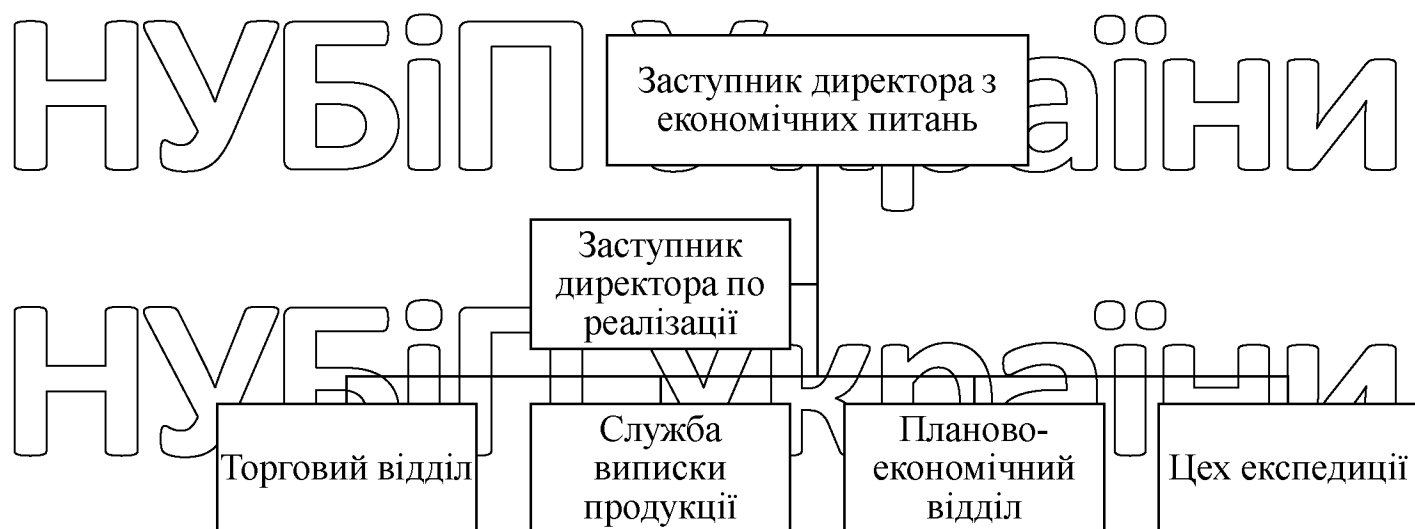 НУБіП України
Заступник директора з
економічних питань
Заступник
директора по
реалізації
НУБіП України
Торговий відділ
Служба
виписки
продукції
Планово-
економічний
відділ
Цех експедиції